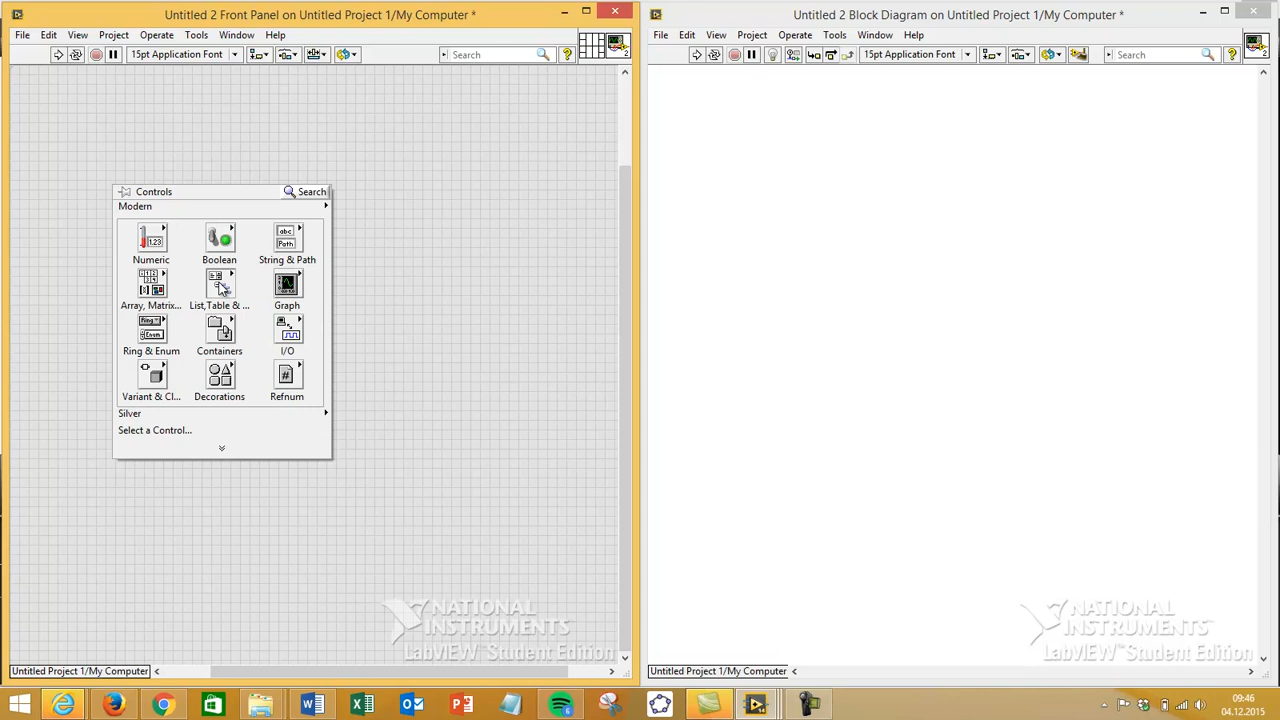 Untitled 2 Front Panel on Untitled Project 1/My Computer *
File Edit View Project Operate Tools Window Help
15pt Application Font
Search
Controls
Search
Modern
Numeric
Boolean
String & Path
Array, Matrix...
List,Table & ...
Graph
Ring & Enum
Containers
I/O
Variant & Cl...
Decorations
Refnum
Silver
Select a Control...
NATIONAL
INSTRUMENTS
LabVIEW Student Edition
Untitled Project 1/My Computer
Untitled 2 Block Diagram on Untitled Project 1/My Computer *
File Edit View Project Operate Tools Window Help
15pt Application Font
Search
NATIONAL
INSTRUMENTS
LabVIEW Student Edition
Untitled Project 1/My Computer
09:46
04.12.2015